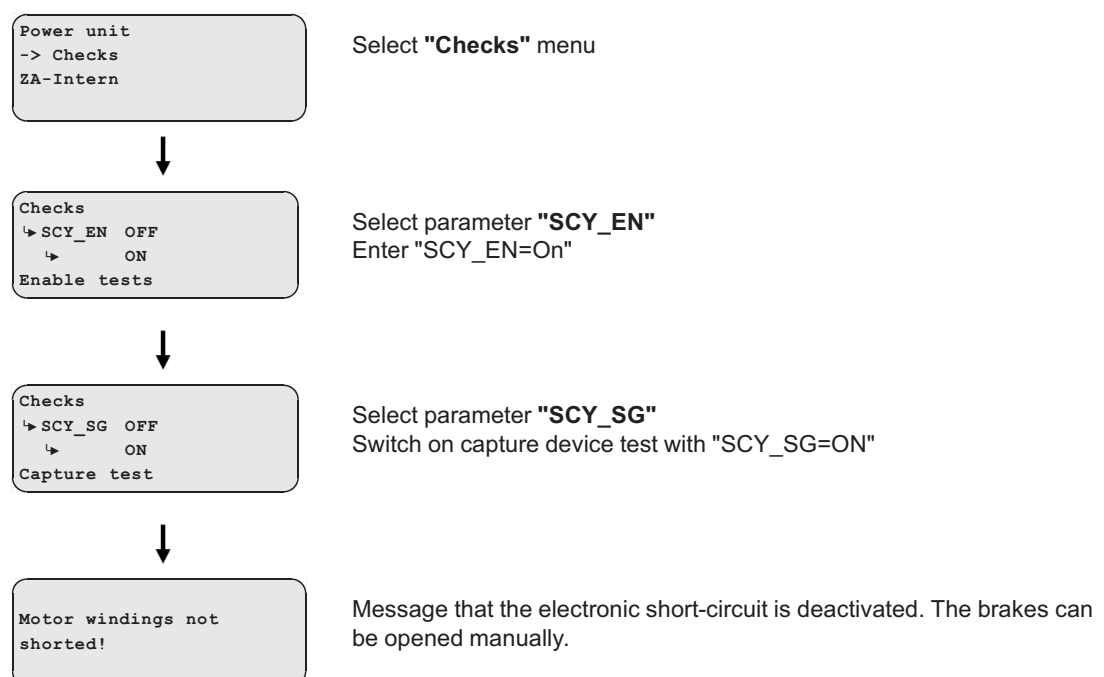 Power unit
-> Checks
ZA-Intern
Select "Checks" menu
Checks
↳ SCY_EN OFF
↳ ON
Enable tests
Select parameter "SCY_EN"
Enter "SCY_EN=On"
Checks
↳ SCY_SG OFF
↳ ON
Capture test
Select parameter "SCY_SG"
Switch on capture device test with "SCY_SG=ON"
Motor windings not
shorted!
Message that the electronic short-circuit is deactivated. The brakes can
be opened manually.